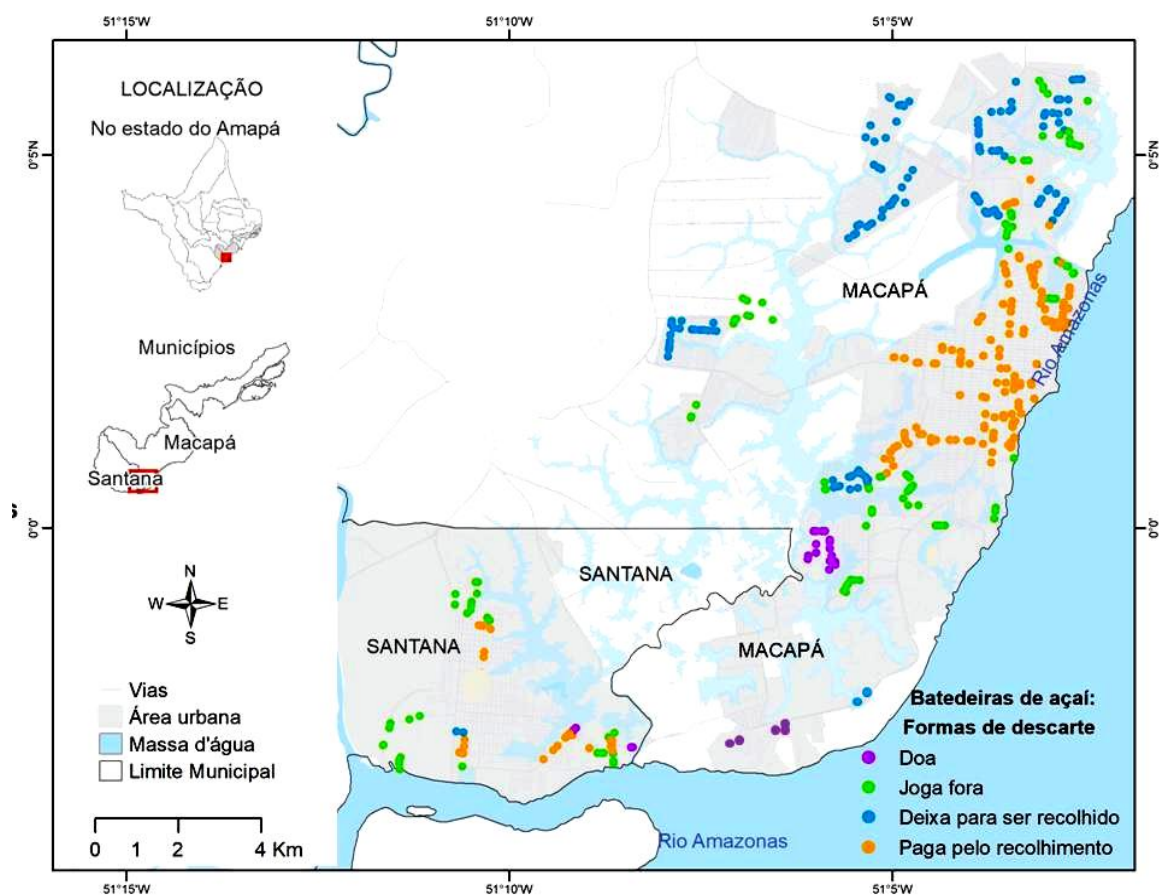 51°15'W
51°10'W
51°5'W
LOCALIZAÇÃO
No estado do Amapá
0°5'N
0°5'N
MACAPÁ
Rio Amazonas
Municípios
Macapá
Santana
0°0'
0°0'
N
W
E
S
SANTANA
SANTANA
MACAPÁ
Vias
Área urbana
Massa d'água
Limite Municipal
0 1 2 4 Km
Rio Amazonas
Batedeiras de açaí:
Formas de descarte
Doa
Joga fora
Deixa para ser recolhido
Paga pelo recolhimento
51°15'W
51°10'W
51°5'W